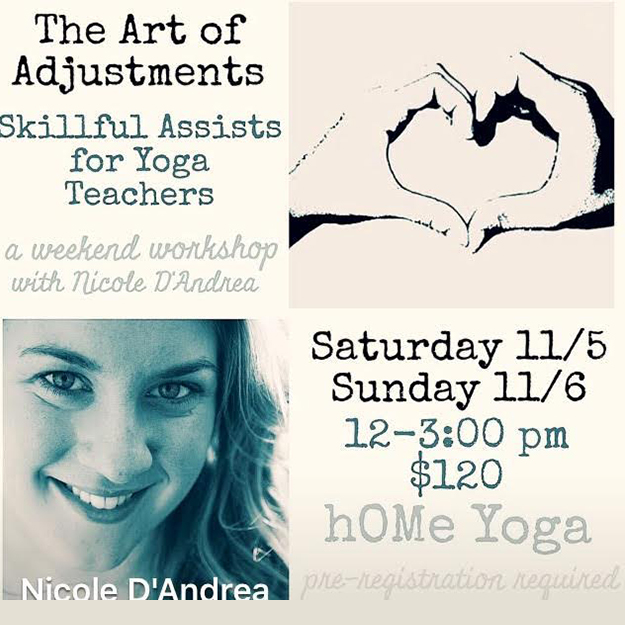 The Art of
Adjustments
Skillful Assists
for Yoga
Teachers
a weekend workshop
with Nicole D'Andrea
Nicole D'Andrea
Saturday 11/5
Sunday 11/6
12-3:00 pm
$120
hOMe Yoga
pre-registration required